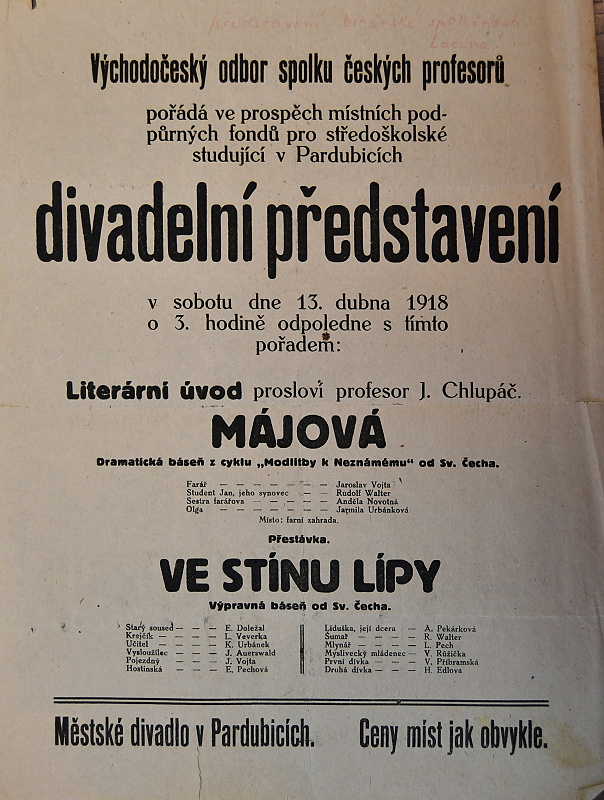 představení
Východočeský odbor spolku českých profesorů
pořádá ve prospěch místních pod-
půrných fondů pro středoškolské
studující v Pardubicích
divadelní představení
v sobotu dne 13. dubna 1918
o 3. hodině odpoledne s tímto
pořadem:
Literární úvod prosloví profesor J. Chlupáč.
MÁJOVÁ
Dramatická báseň z cyklu „Modlitby k Neznámému“ od Sv. Čecha.
Farář — — — — — — Jaroslav Vojta
Student Jan, jeho synovec — — Rudolf Walter
Sestra farářova — — — — Anděla Novotná
Olga — — — — — — Jarmila Urbánková
Místo: farní zahrada.
Přestávka.
VE STÍNU LÍPY
Výpravná báseň od Sv. Čecha.
Starý soused — — — E. Doležal
Krejčík — — — — L. Veverka
Učitel — — — — K. Urbánek
Vysloužilec — — — J. Auerswald
Pojezdný — — — J. Vojta
Hostinská — — — E. Pechová
Liduška, její dcera — A. Pekárková
Šumař — — — — R. Walter
Mlynář — — — — L. Pech
Myslivecký mládenec — V. Růžička
První dívka — — — V. Příbramská
Druhá dívka — — — H. Edlova
Městské divadlo v Pardubicích. Ceny míst jak obvykle.